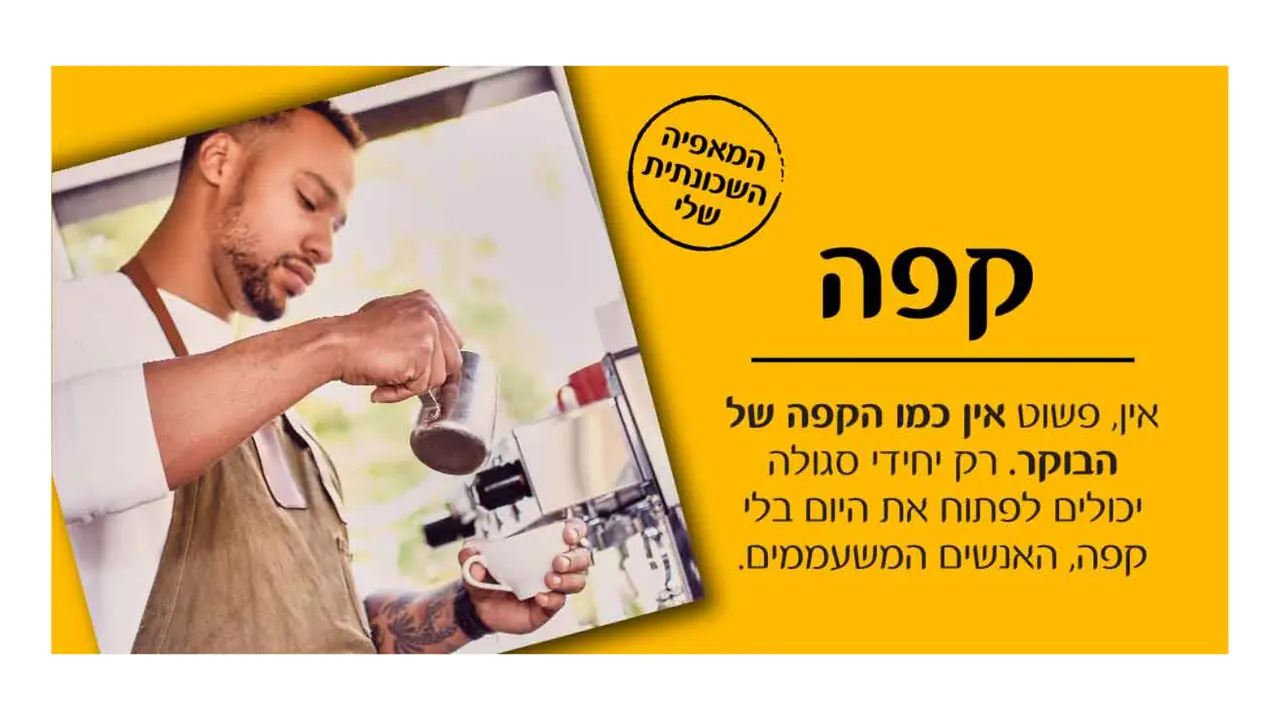 המאפיה
השכונתית
שלי
קפה
אין, פשוט אין כמו הקפה של
הבוקר. רק יחידי סגולה
יכולים לפתוח את היום בלי
קפה, האנשים המשעממים.